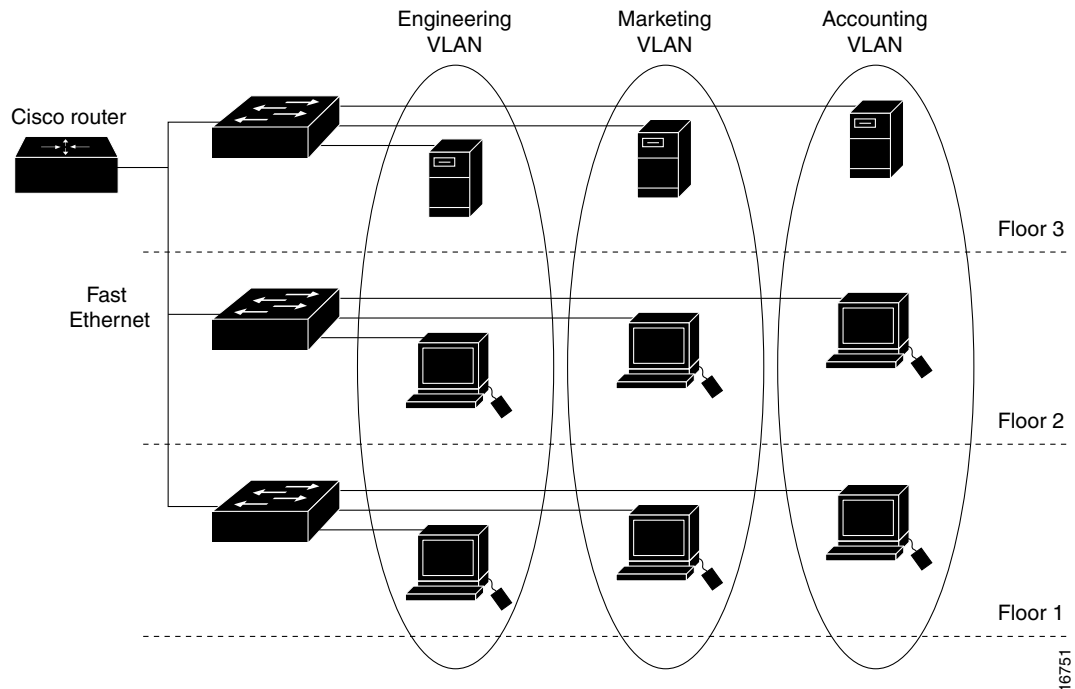 Engineering
VLAN
Marketing
VLAN
Accounting
VLAN
Cisco router
Floor 3
Fast
Ethernet
Floor 2
Floor 1
16751